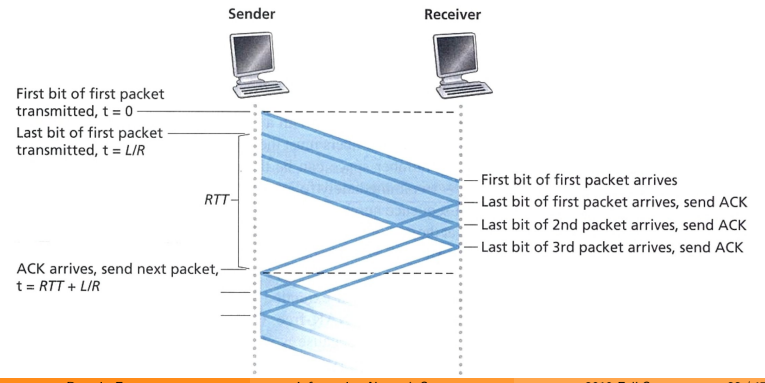 Sender
Receiver
First bit of first packet
transmitted, t = 0
Last bit of first packet
transmitted, t = L/R
RTT
First bit of first packet arrives
Last bit of first packet arrives, send ACK
Last bit of 2nd packet arrives, send ACK
Last bit of 3rd packet arrives, send ACK
ACK arrives, send next packet,
t = RTT + L/R